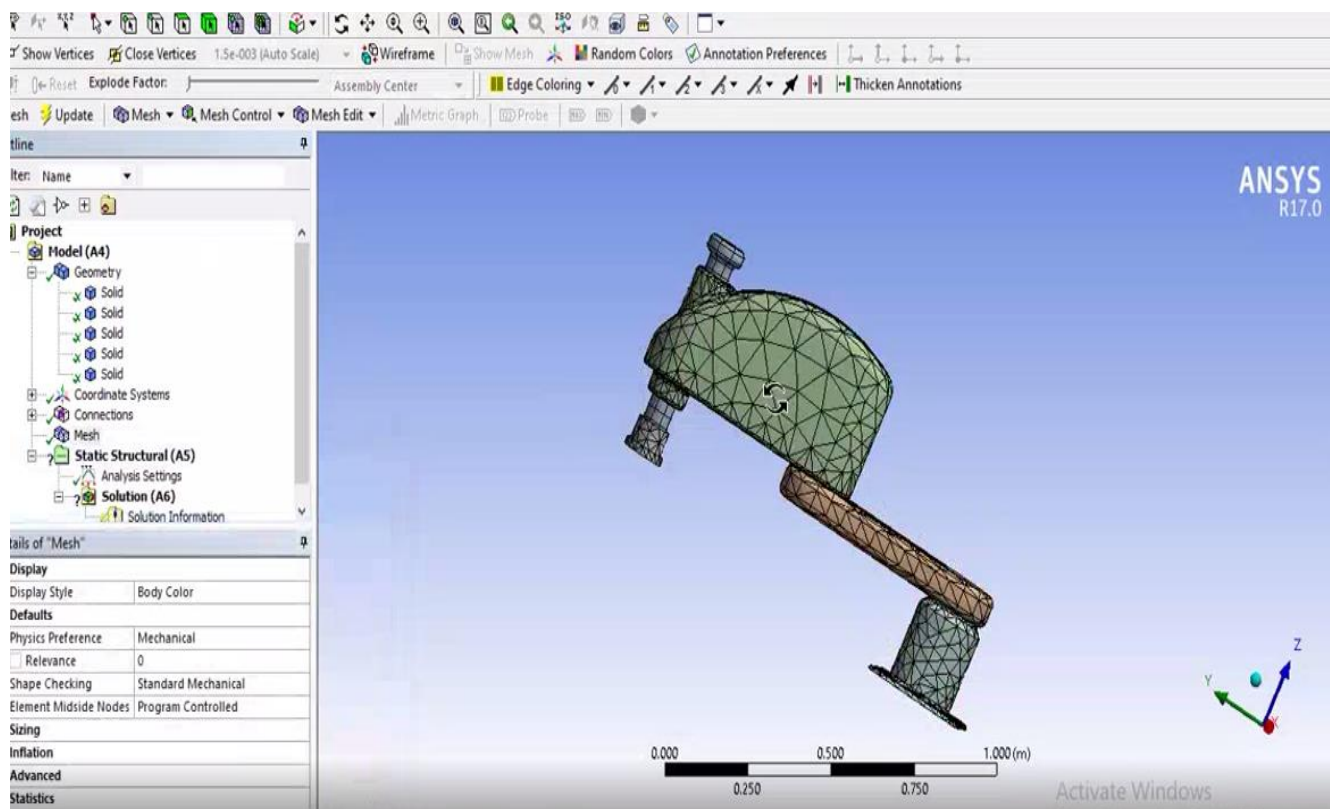 Show Vertices Close Vertices 1.5e-003 (Auto Scale) Wireframe Show Mesh Random Colors Annotation Preferences
Reset Explode Factor: Assembly Center Edge Coloring Thicken Annotations
esh Update Mesh Mesh Control Mesh Edit Metric Graph Probe
tline
lter: Name
Project
Model (A4)
Geometry
Solid
Solid
Solid
Solid
Solid
Coordinate Systems
Connections
Mesh
Static Structural (A5)
Analysis Settings
Solution (A6)
Solution Information
tails of "Mesh"
Display
Display Style Body Color
Defaults
Physics Preference Mechanical
Relevance 0
Shape Checking Standard Mechanical
Element Midside Nodes Program Controlled
Sizing
Inflation
Advanced
Statistics
ANSYS
R17.0
Z
Y
X
0.000 0.500 1.000 (m)
0.250 0.750
Activate Windows